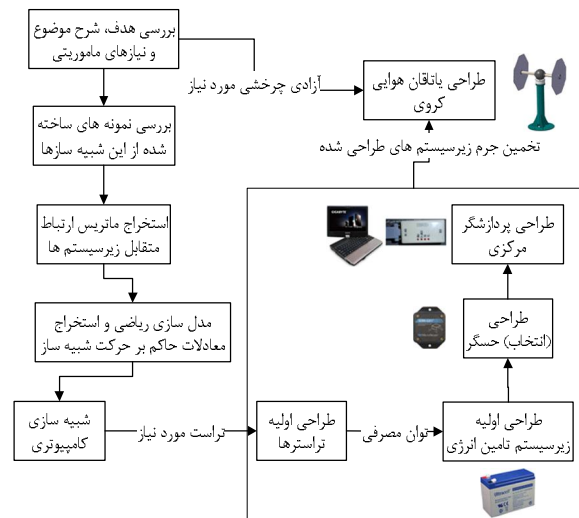 بررسی هدف، شرح موضوع
و نیازهای ماموریتی
آزادی چرخشی مورد نیاز
طراحی یاتاقان هوایی
کروی
بررسی نمونه های ساخته
شده از این شبیه سازها
تخمین جرم زیرسیستم های طراحی شده
استخراج ماتریس ارتباط
متقابل زیرسیستم ها
طراحی پردازشگر
مرکزی
مدل سازی ریاضی و استخراج
معادلات حاکم بر حرکت شبیه ساز
طراحی
(انتخاب) حسگر
شبیه سازی
کامپیوتری
تراست مورد نیاز
طراحی اولیه
تراسترها
توان مصرفی
طراحی اولیه
زیرسیستم تامین انرژی